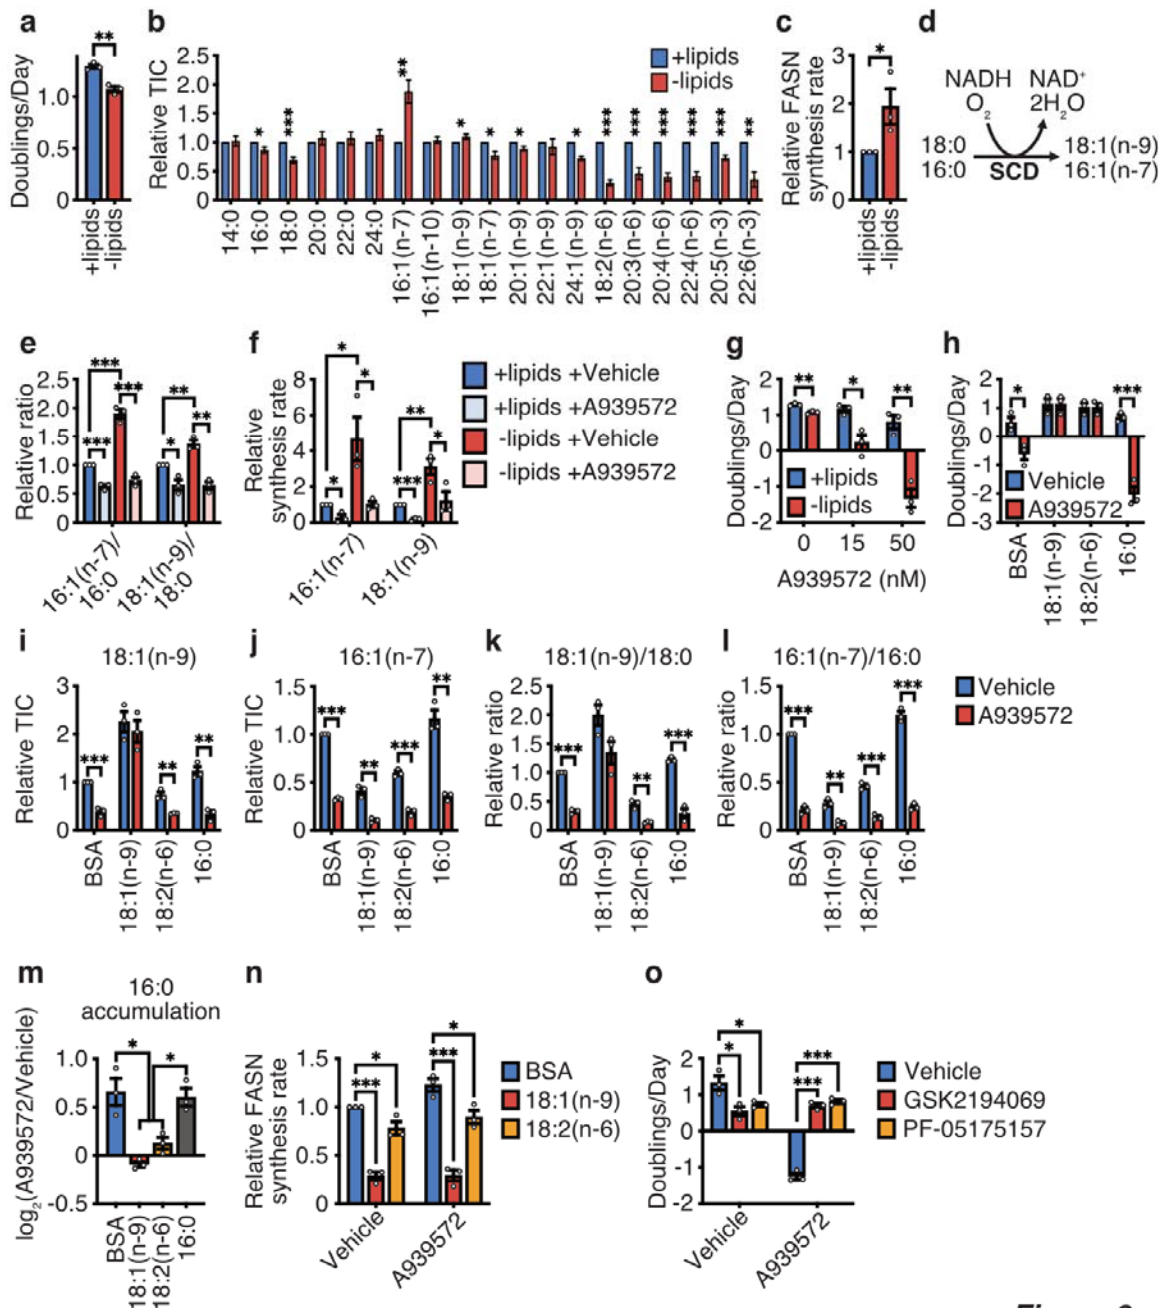 a
**
Doublings/Day
1.0
0.5
0
+lipids
-lipids
b
Relative TIC
2.5
2.0
1.5
1.0
0.5
0
+lipids
-lipids
* *** ** * * * * *** *** *** *** *** **
14:0
16:0
18:0
20:0
22:0
24:0
16:1(n-7)
16:1(n-10)
18:1(n-9)
18:1(n-7)
20:1(n-9)
22:1(n-9)
24:1(n-9)
18:2(n-6)
20:3(n-6)
20:4(n-6)
22:4(n-6)
20:5(n-3)
22:6(n-3)
c
Relative FASN
synthesis rate
3
2
1
0
*
+lipids
-lipids
d
NADH NAD+
O2 2H2O
18:0 18:1(n-9)
16:0 SCD 16:1(n-7)
e
Relative ratio
2.5
2.0
1.5
1.0
0.5
0
***
*** ***
**
* **
16:1(n-7)/
16:0
18:1(n-9)/
18:0
f
Relative
synthesis rate
8
6
4
2
0
*
* *
**
*** *
16:1(n-7)
18:1(n-9)
+lipids +Vehicle
+lipids +A939572
-lipids +Vehicle
-lipids +A939572
g
Doublings/Day
2
1
0
-1
-2
** * **
+lipids
-lipids
0 15 50
A939572 (nM)
h
Doublings/Day
2
1
0
-1
-2
-3
* ***
Vehicle
A939572
BSA
18:1(n-9)
18:2(n-6)
16:0
i
18:1(n-9)
Relative TIC
3
2
1
0
*** ** **
BSA
18:1(n-9)
18:2(n-6)
16:0
j
16:1(n-7)
Relative TIC
1.5
1.0
0.5
0
*** ** *** **
BSA
18:1(n-9)
18:2(n-6)
16:0
k
18:1(n-9)/18:0
Relative ratio
2.5
2.0
1.5
1.0
0.5
0
*** ** ***
BSA
18:1(n-9)
18:2(n-6)
16:0
l
16:1(n-7)/16:0
Relative ratio
1.5
1.0
0.5
0
*** ** *** ***
BSA
18:1(n-9)
18:2(n-6)
16:0
Vehicle
A939572
m
16:0
accumulation
log2(A939572/Vehicle)
1.0
0.5
0
-0.5
* *
BSA
18:1(n-9)
18:2(n-6)
16:0
n
Relative FASN
synthesis rate
1.5
1.0
0.5
0
*
***
*
***
Vehicle
A939572
BSA
18:1(n-9)
18:2(n-6)
o
Doublings/Day
2
1
0
-1
-2
*
*
***
***
Vehicle
A939572
Vehicle
GSK2194069
PF-05175157